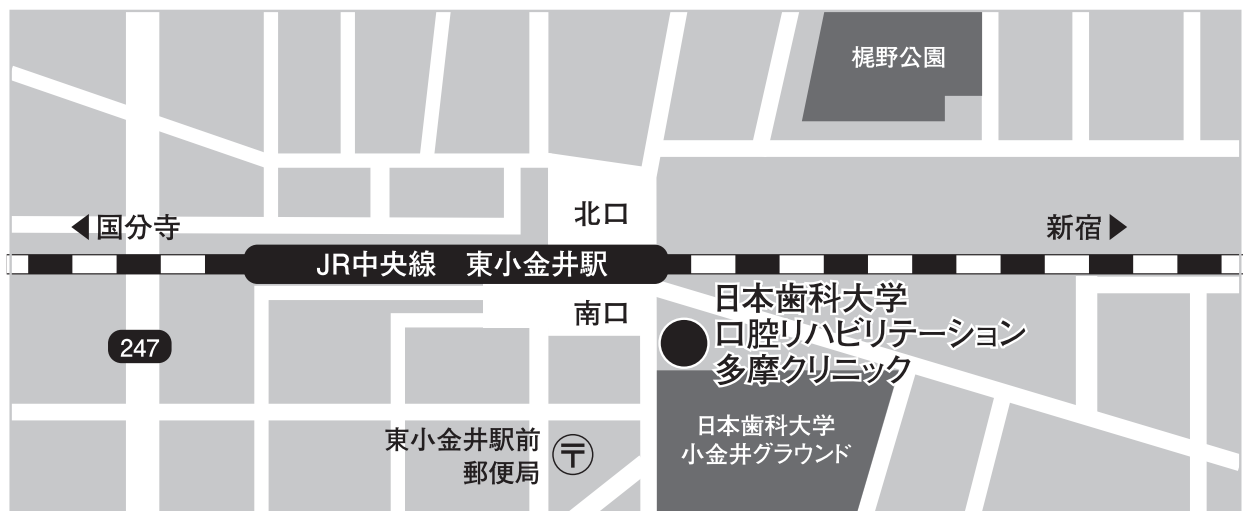 梶野公園
北口
◀国分寺
新宿▶
JR中央線 東小金井駅
南口
日本歯科大学
口腔リハビリテーション
多摩クリニック
247
日本歯科大学
小金井グラウンド
東小金井駅前
郵便局
〒